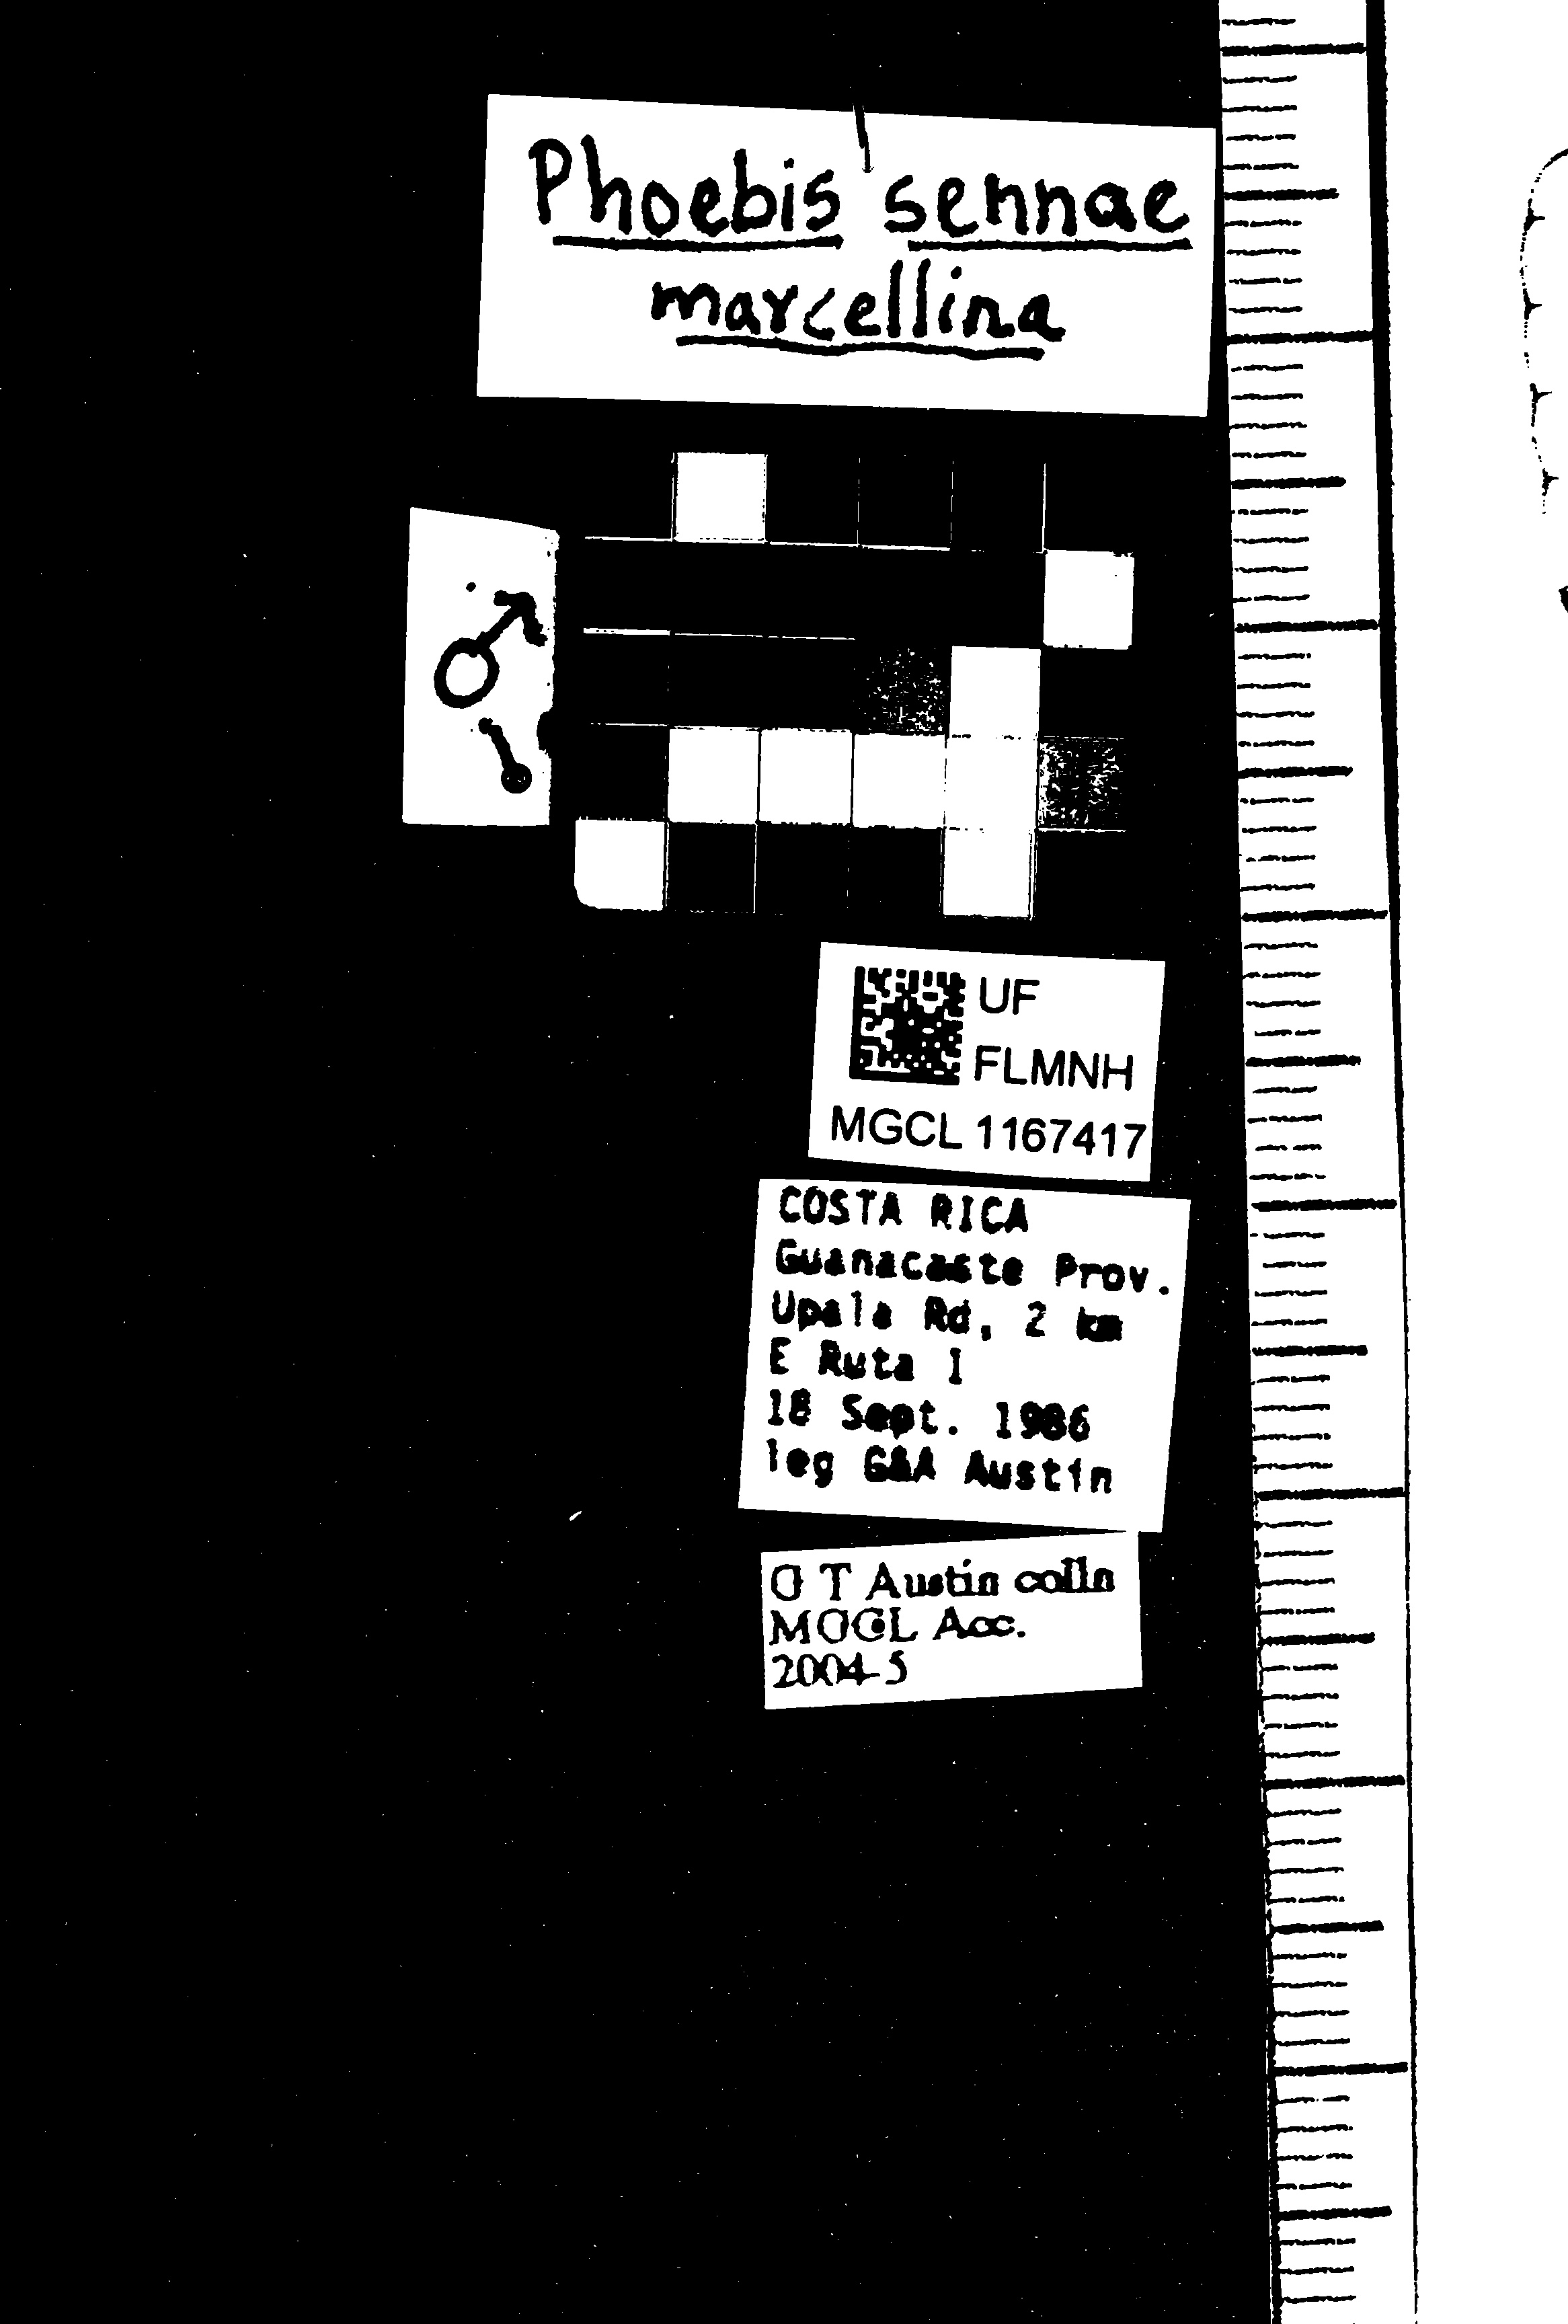 Phoebis sennae
marcellina
♂
UF
FLMNH
MGCL 1167417
COSTA RICA
Guanacaste Prov.
Upala Rd, 2 km
E Ruta 1
18 Sept. 1986
leg G&A Austin
G T Austin colln
MGCL Acc.
2004-5